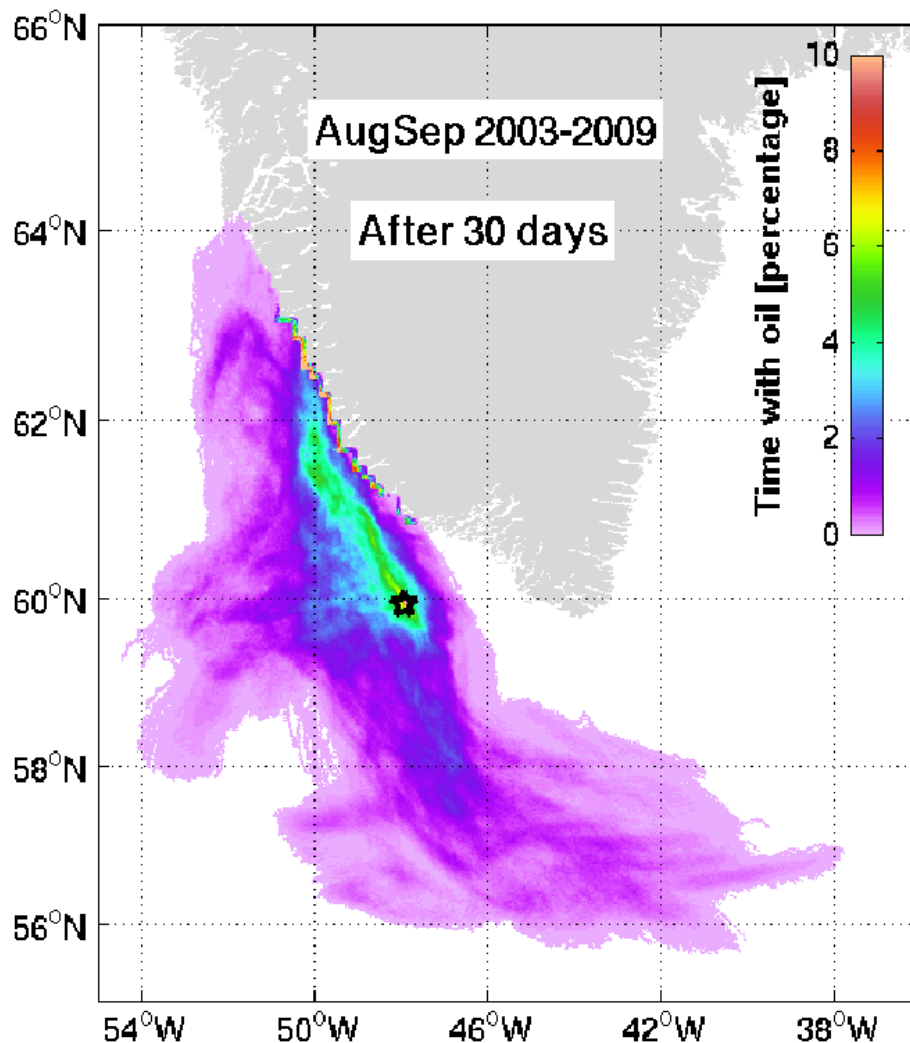 66°N
64°N
62°N
60°N
58°N
56°N
54°W 50°W 46°W 42°W 38°W
AugSep 2003-2009
After 30 days
Time with oil [percentage]
10
8
6
4
2
0